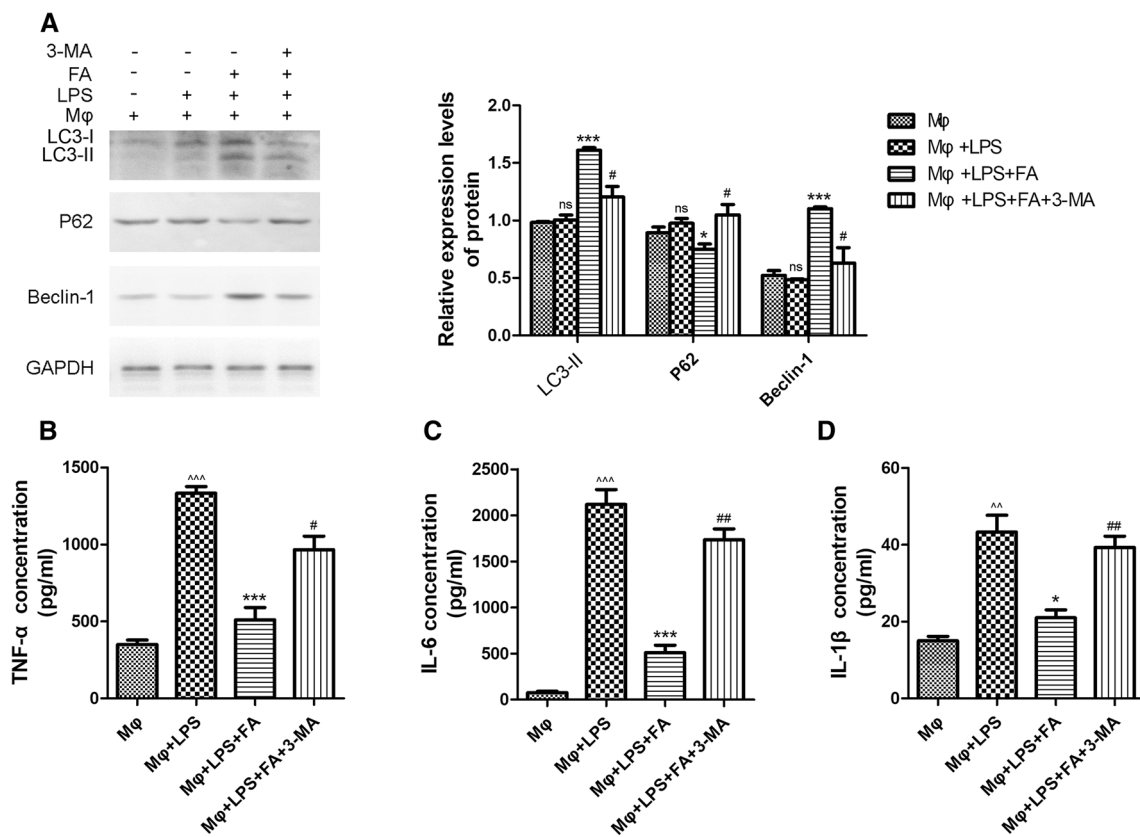 A
3-MA - - - +
FA - - + +
LPS - + + +
Mφ + + + +
LC3-I
LC3-II
P62
Beclin-1
GAPDH
Relative expression levels
of protein
2.0
1.5
1.0
0.5
0.0
ns *** #
ns * #
ns *** #
LC3-II P62 Beclin-1
Mφ
Mφ +LPS
Mφ +LPS+FA
Mφ +LPS+FA+3-MA
B
TNF-α concentration
(pg/ml)
1500
1000
500
0
^^^ *** #
Mφ Mφ+LPS Mφ+LPS+FA Mφ+LPS+FA+3-MA
C
IL-6 concentration
(pg/ml)
2500
2000
1500
1000
500
0
^^^ *** ##
Mφ Mφ+LPS Mφ+LPS+FA Mφ+LPS+FA+3-MA
D
IL-1β concentration
(pg/ml)
60
40
20
0
^^ * ##
Mφ Mφ+LPS Mφ+LPS+FA Mφ+LPS+FA+3-MA